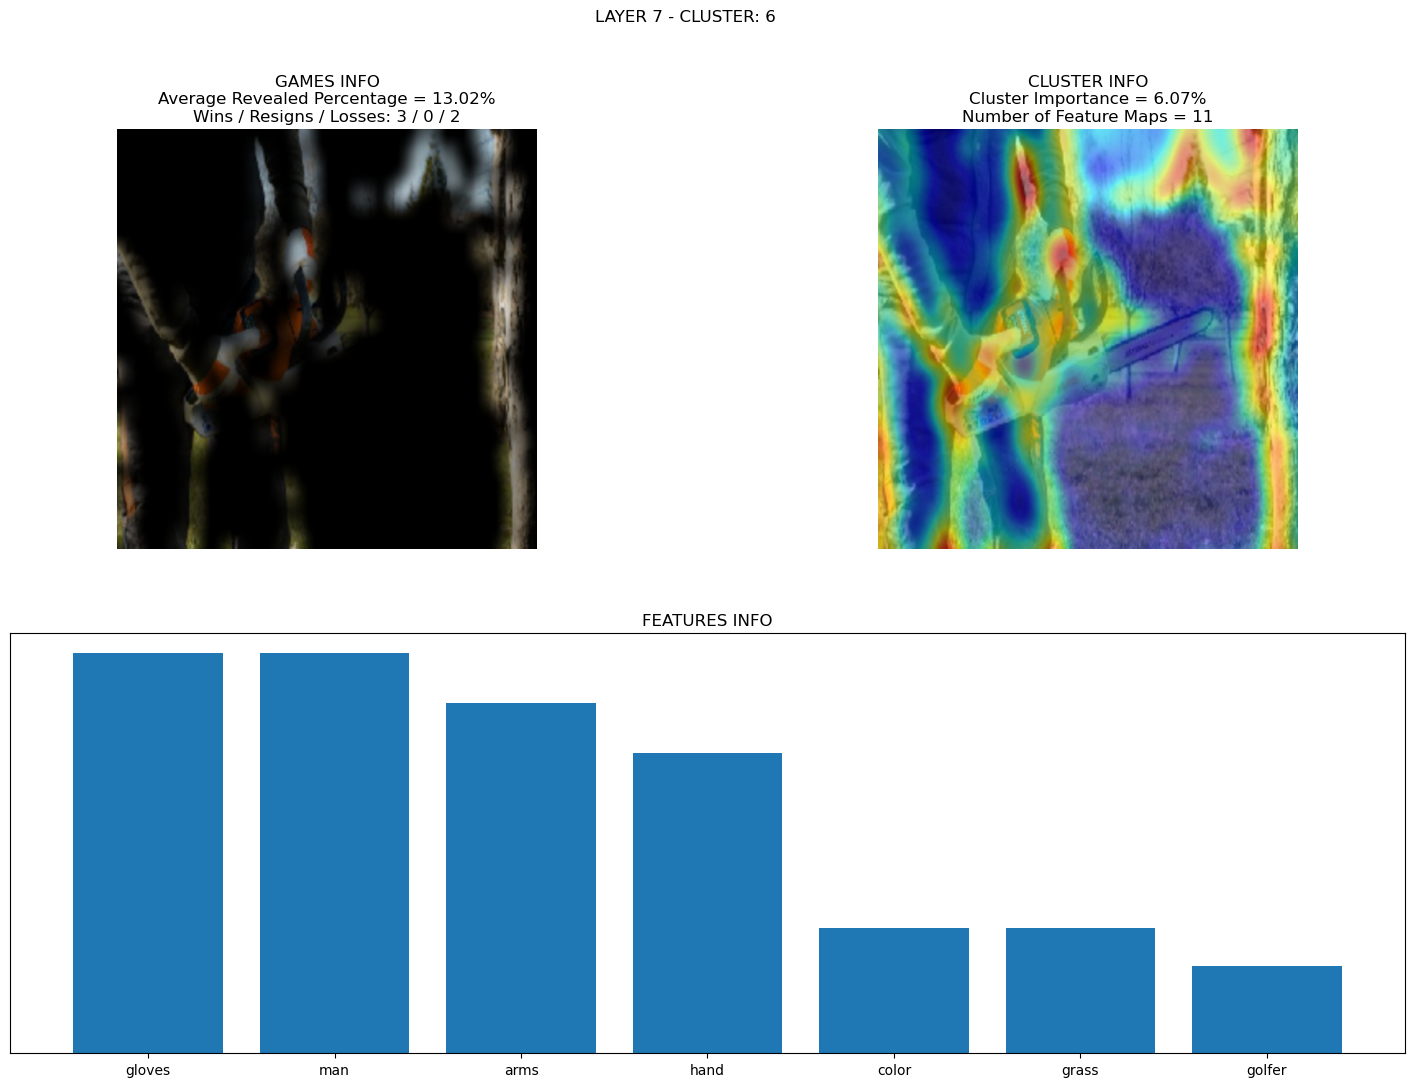 LAYER 7 - CLUSTER: 6
GAMES INFO
Average Revealed Percentage = 13.02%
Wins / Resigns / Losses: 3 / 0 / 2
CLUSTER INFO
Cluster Importance = 6.07%
Number of Feature Maps = 11
FEATURES INFO
gloves man arms hand color grass golfer